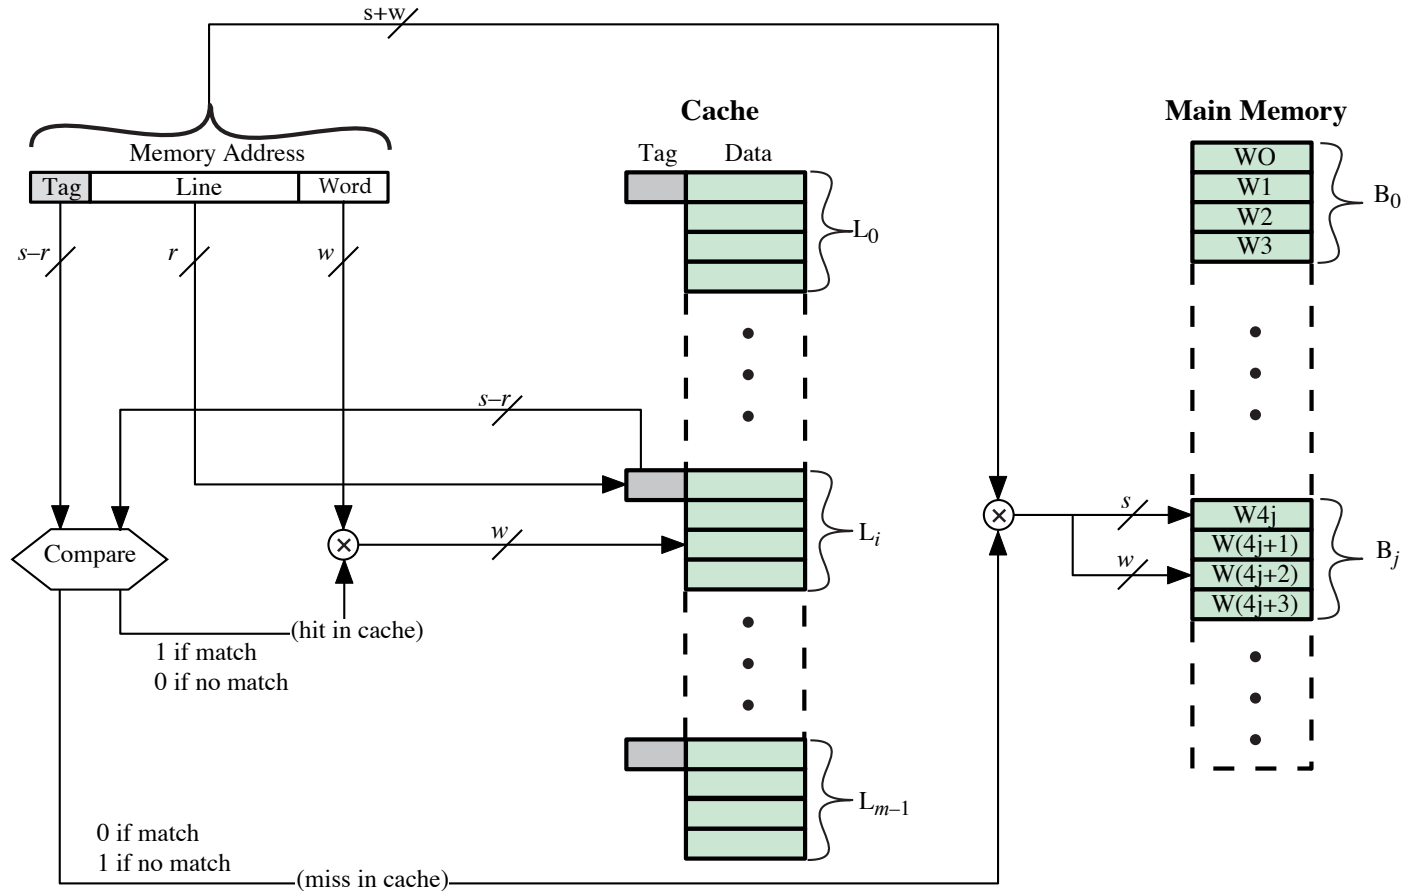 s+w
Cache
Main Memory
Memory Address
Tag Data
Tag Line Word
WO
W1
W2
W3
B0
L0
s–r
r
w
s–r
Li
Compare
w
s
w
W4j
W(4j+1)
W(4j+2)
W(4j+3)
Bj
(hit in cache)
1 if match
0 if no match
Lm–1
0 if match
1 if no match
(miss in cache)